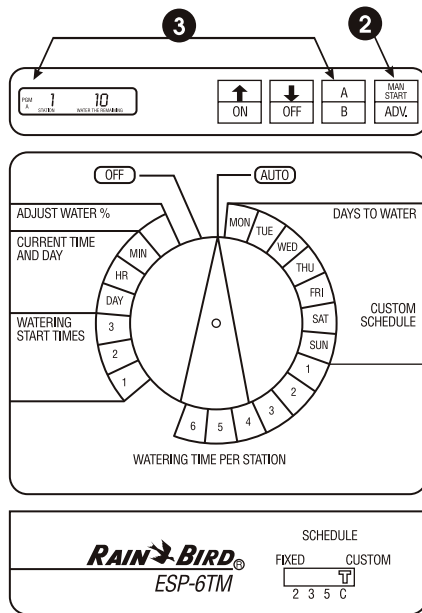 3
2
PGM
A
1
STATION
10
WATER TIE REMAINING
ON
OFF
A
B
MAN
START
ADV.
OFF
AUTO
ADJUST WATER %
CURRENT TIME
AND DAY
WATERING
START TIMES
MIN
HR
DAY
3
2
1
MON
TUE
WED
THU
FRI
SAT
SUN
DAYS TO WATER
CUSTOM
SCHEDULE
1
2
3
4
5
6
WATERING TIME PER STATION
RAIN BIRD®
ESP-6TM
SCHEDULE
FIXED CUSTOM
2 3 5 C